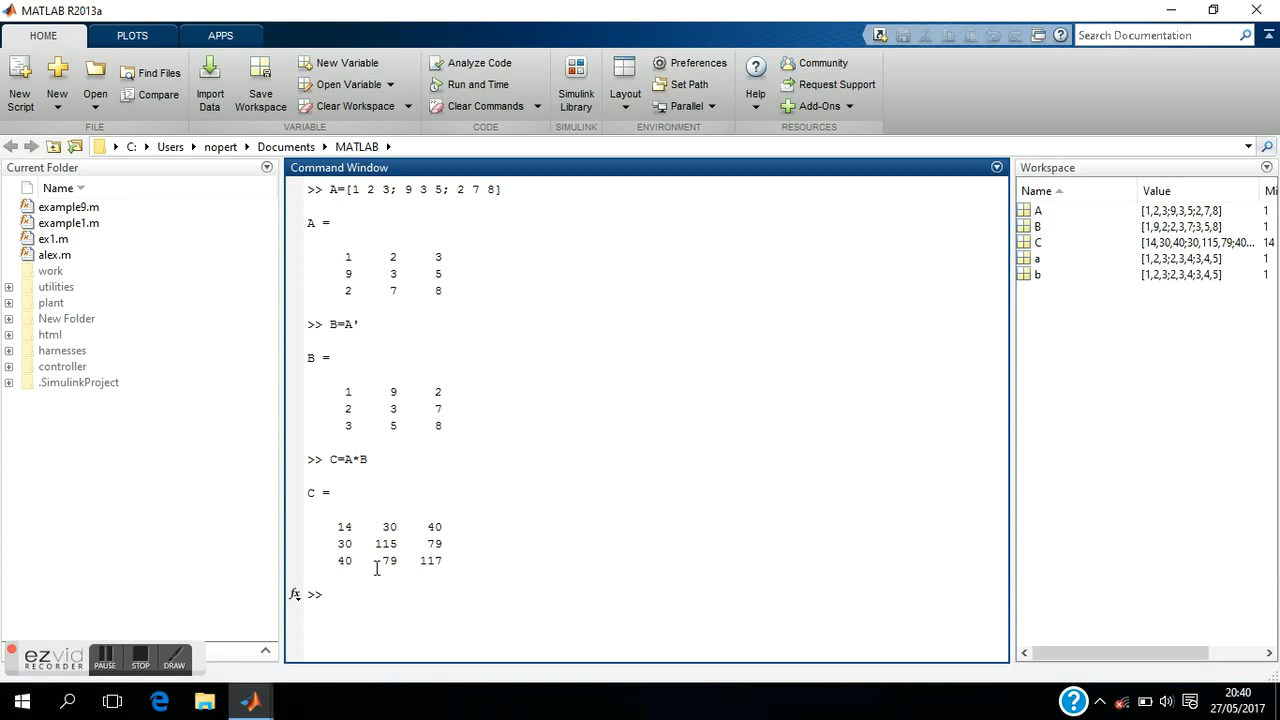 MATLAB R2013a
HOME PLOTS APPS
Search Documentation
New Script
New
Open
Find Files
Compare
FILE
Import Data
Save Workspace
New Variable
Open Variable
Clear Workspace
VARIABLE
Analyze Code
Run and Time
Clear Commands
CODE
Simulink Library
SIMULINK
Layout
Preferences
Set Path
Parallel
ENVIRONMENT
Help
Community
Request Support
Add-Ons
RESOURCES
C: Users nopert Documents MATLAB
Current Folder
Name
example9.m
example1.m
ex1.m
alex.m
work
utilities
plant
New Folder
html
harnesses
controller
.SimulinkProject
Command Window
>> A=[1 2 3; 9 3 5; 2 7 8]
A =
1 2 3
9 3 5
2 7 8
>> B=A'
B =
1 9 2
2 3 7
3 5 8
>> C=A*B
C =
14 30 40
30 115 79
40 79 117
fx >>
Workspace
Name Value Mi
A [1,2,3;9,3,5;2,7,8] 1
B [1,9,2;2,3,7;3,5,8] 1
C [14,30,40;30,115,79;40... 14
a [1,2,3;2,3,4;3,4,5] 1
b [1,2,3;2,3,4;3,4,5] 1
ezvid
RECORDER
PAUSE STOP DRAW
20:40
27/05/2017